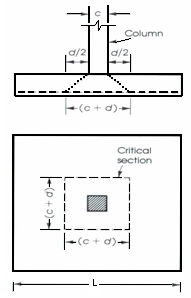 c
Column
d/2
d/2
(c + d)
Critical
section
(c + d)
(c + d)
L